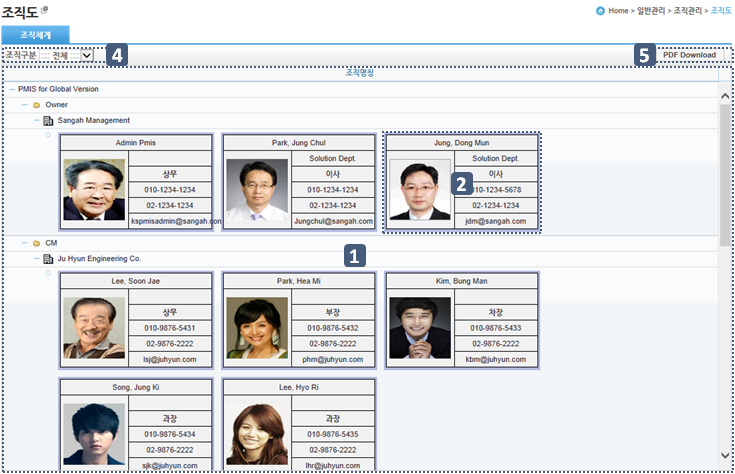 조직도
Home > 일반관리 > 조직관리 > 조직도
조직체계
조직구분 :::: 전체 ::::
4
5
PDF Download
조직명칭
PMIS for Global Version
Owner
Sangah Management
Admin Pmis
상무
010-1234-1234
02-1234-1234
kspmisadmin@sangah.con
Park, Jung Chul
Solution Dept.
이사
010-1234-1234
02-1234-1234
Jungchul@sangah.com
Jung, Dong Mun
Solution Dept.
이사
2
010-1234-5678
02-1234-1234
jdm@sangah.com
CM
1
Ju Hyun Engineering Co.
Lee, Soon Jae
상무
010-9876-5431
02-9876-2222
lsj@juhyun.com
Park, Hea Mi
부장
010-9876-5432
02-9876-2222
phm@juhyun.com
Kim, Bung Man
차장
010-9876-5433
02-9876-2222
kbm@juhyun.com
Song, Jung Ki
과장
010-9876-5434
02-9876-2222
sjk@juhyun.com
Lee, Hyo Ri
과장
010-9876-5435
02-9876-2222
lhr@juhyun.com